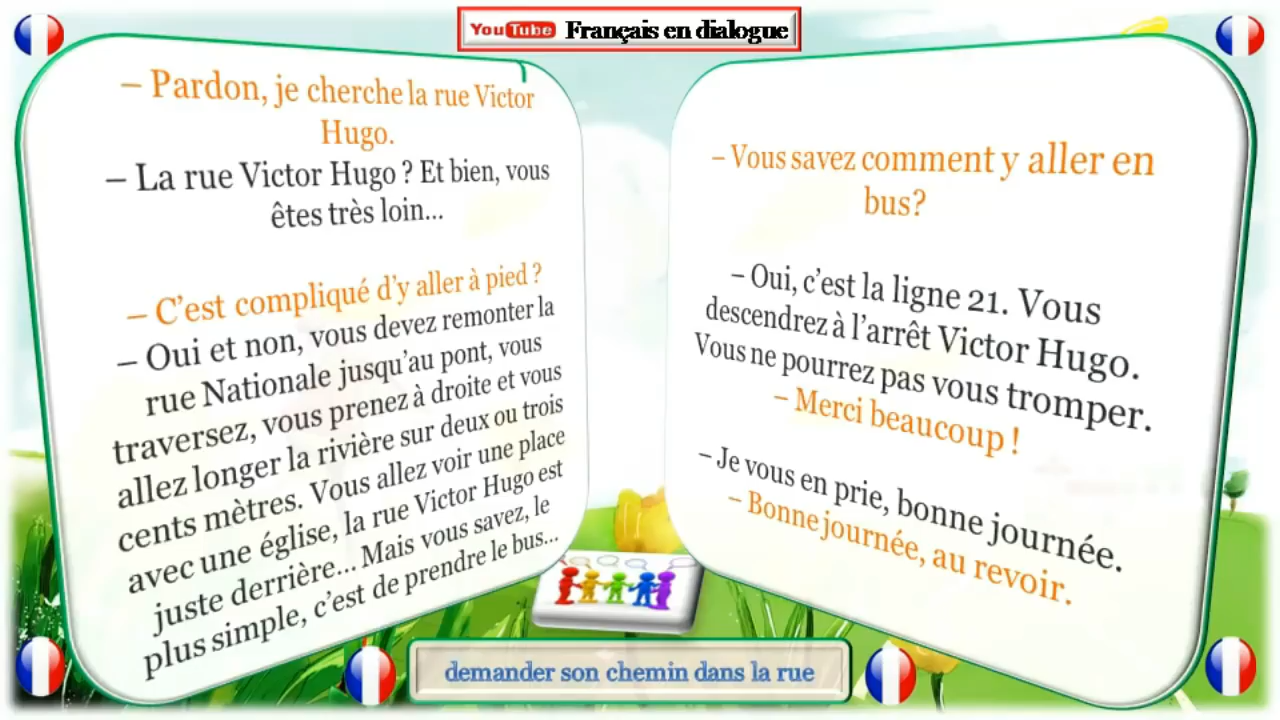 YouTube Français en dialogue
– Pardon, je cherche la rue Victor
Hugo.
– La rue Victor Hugo ? Et bien, vous
êtes très loin...
– C'est compliqué d'y aller à pied ?
– Oui et non, vous devez remonter la
rue Nationale jusqu'au pont, vous
traversez, vous prenez à droite et vous
allez longer la rivière sur deux ou trois
cents mètres. Vous allez voir une place
avec une église, la rue Victor Hugo est
juste derrière... Mais vous savez, le
plus simple, c'est de prendre le bus...
– Vous savez comment y aller en
bus?
– Oui, c'est la ligne 21. Vous
descendrez à l'arrêt Victor Hugo.
Vous ne pourrez pas vous tromper.
– Merci beaucoup !
– Je vous en prie, bonne journée.
– Bonne journée, au revoir.
demander son chemin dans la rue